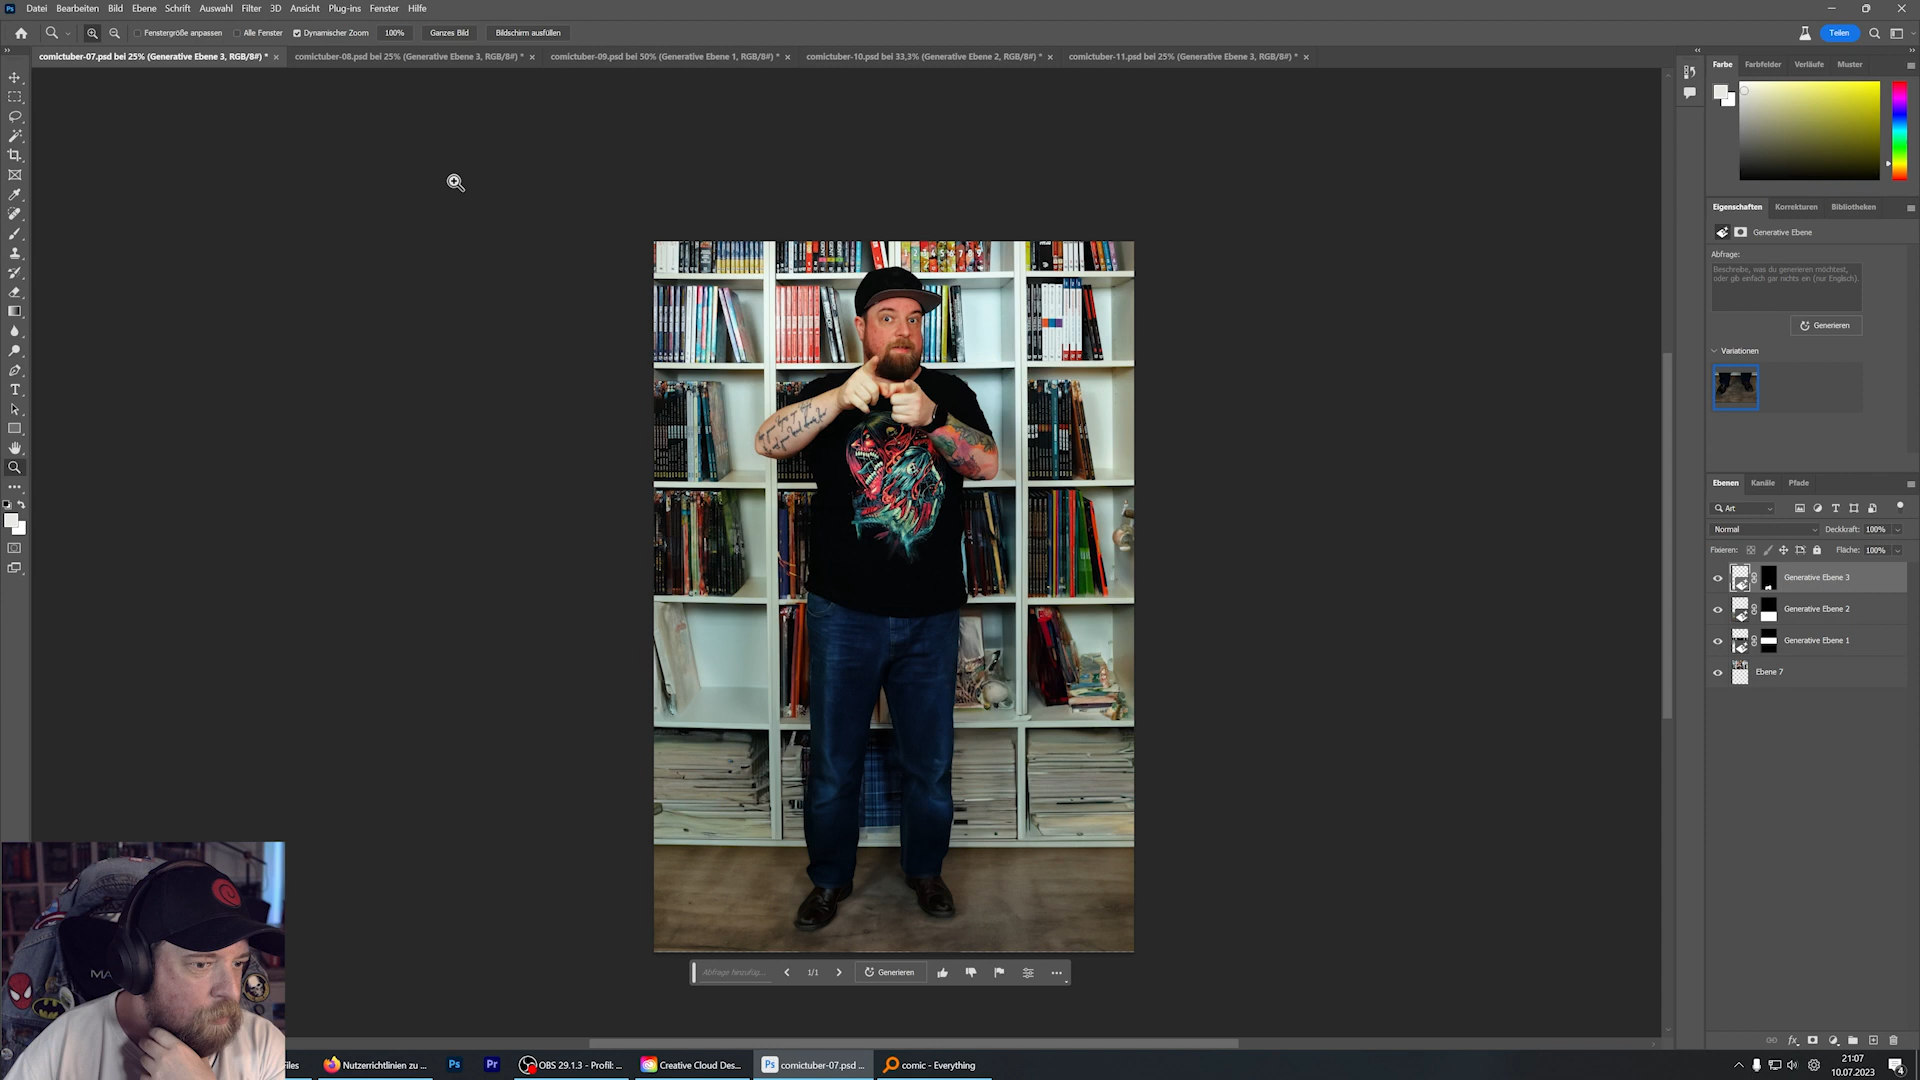 Datei Bearbeiten Bild Ebene Schrift Auswahl Filter 3D Ansicht Plug-ins Fenster Hilfe
Fenstergröße anpassen Alle Fenster Dynamischer Zoom 100% Ganzes Bild Bildschirm ausfüllen Teilen
comictuber-07.psd bei 25% (Generative Ebene 3, RGB/8#) * × comictuber-08.psd bei 25% (Generative Ebene 3, RGB/8#) * × comictuber-09.psd bei 50% (Generative Ebene 1, RGB/8#) * × comictuber-10.psd bei 33,3% (Generative Ebene 2, RGB/8#) * × comictuber-11.psd bei 25% (Generative Ebene 3, RGB/8#) * ×
Farbe Farbfelder Verläufe Muster
Eigenschaften Korrekturen Bibliotheken
Generative Ebene
Abfrage:
Beschreibe, was du generieren möchtest,
oder gib einfach gar nichts ein (nur Englisch).
Generieren
Variationen
Ebenen Kanäle Pfade
Art
Normal Deckkraft: 100%
Fixieren: Fläche: 100%
Generative Ebene 3
Generative Ebene 2
Generative Ebene 1
Ebene 7
Abfrage hinzufüg... 1/1 Generieren
Nutzerrichtlinien zu ... Ps Pr OBS 29.1.3 - Profil: ... Creative Cloud Des... comictuber-07.psd ... comic - Everything
21:07
10.07.2023